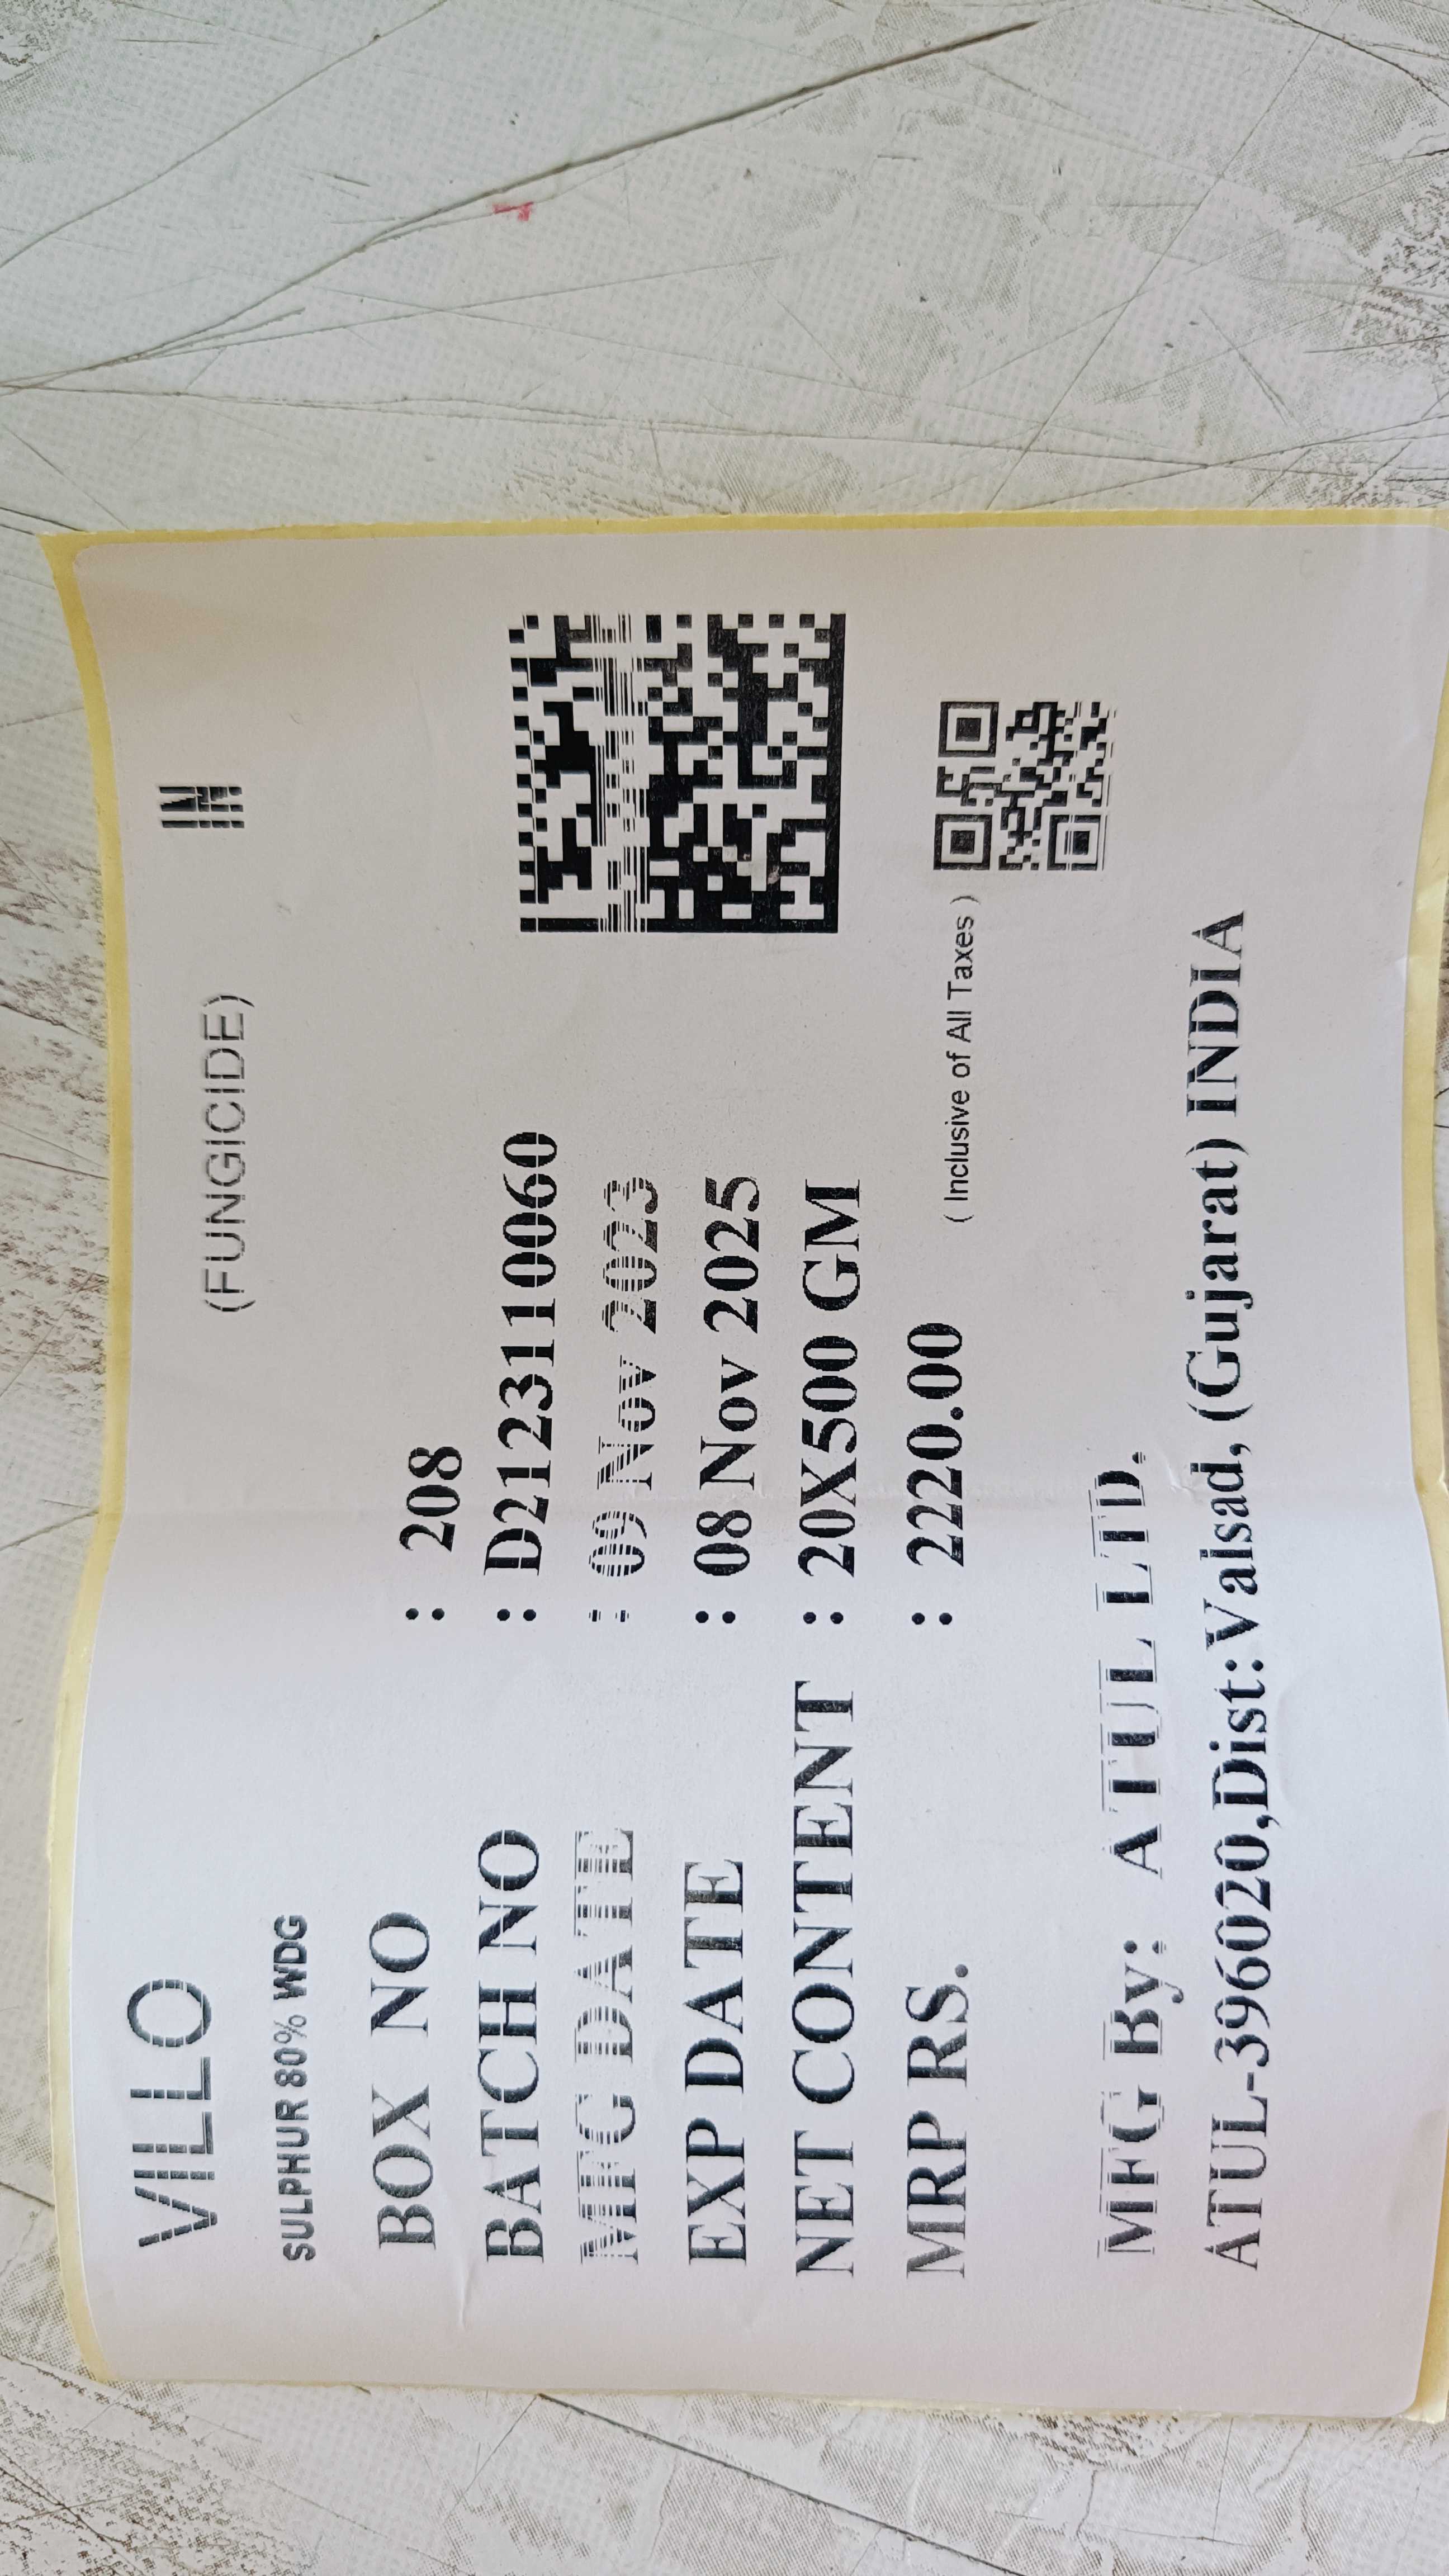 VILLO (FUNGICIDE) IN
SULPHUR 80% WDG
BOX NO : 208
BATCH NO : D2123110060
MFG DATE : 09 Nov 2023
EXP DATE : 08 Nov 2025
NET CONTENT : 20X500 GM
MRP RS. : 2220.00 ( Inclusive of All Taxes )
MFG By: ATUL LTD.
ATUL-396020,Dist:Valsad, (Gujarat) INDIA